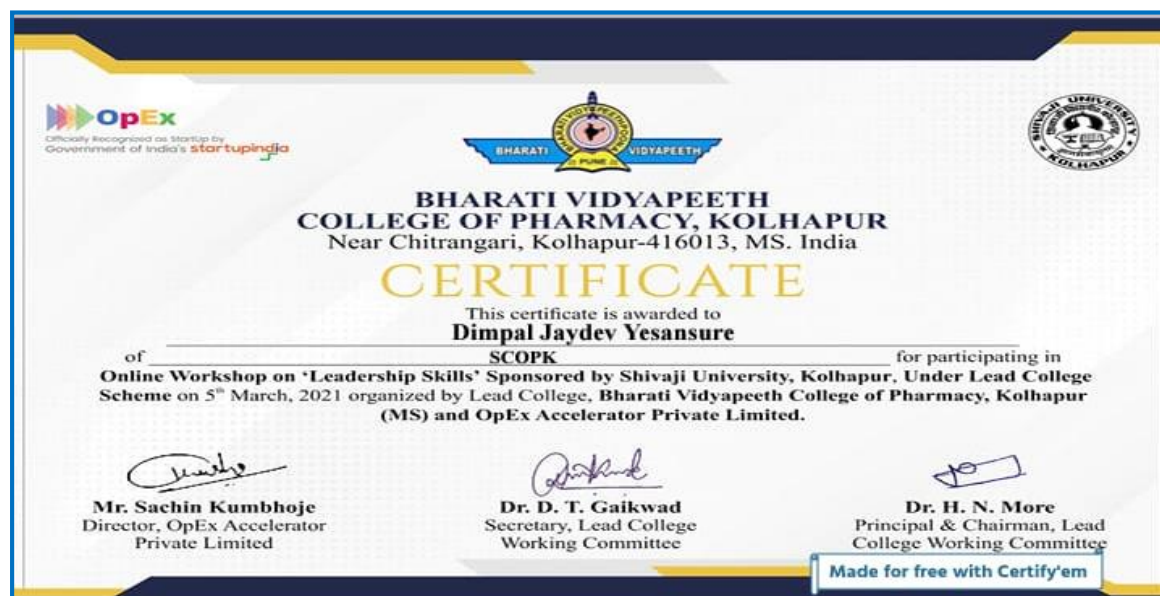 OpEx
Officially Recognized as StartUp by
Government of India's startupindia
BHARATI VIDYAPEETH
PUNE
SHIVAJI UNIVERSITY
KOLHAPUR
BHARATI VIDYAPEETH
COLLEGE OF PHARMACY, KOLHAPUR
Near Chitrangari, Kolhapur-416013, MS. India
CERTIFICATE
This certificate is awarded to
Dimpal Jaydev Yesansure
of SCOPK for participating in
Online Workshop on ‘Leadership Skills’ Sponsored by Shivaji University, Kolhapur, Under Lead College
Scheme on 5th March, 2021 organized by Lead College, Bharati Vidyapeeth College of Pharmacy, Kolhapur
(MS) and OpEx Accelerator Private Limited.
Mr. Sachin Kumbhoje Dr. D. T. Gaikwad Dr. H. N. More
Director, OpEx Accelerator Secretary, Lead College Principal & Chairman, Lead
Private Limited Working Committee College Working Committee
Made for free with Certify'em